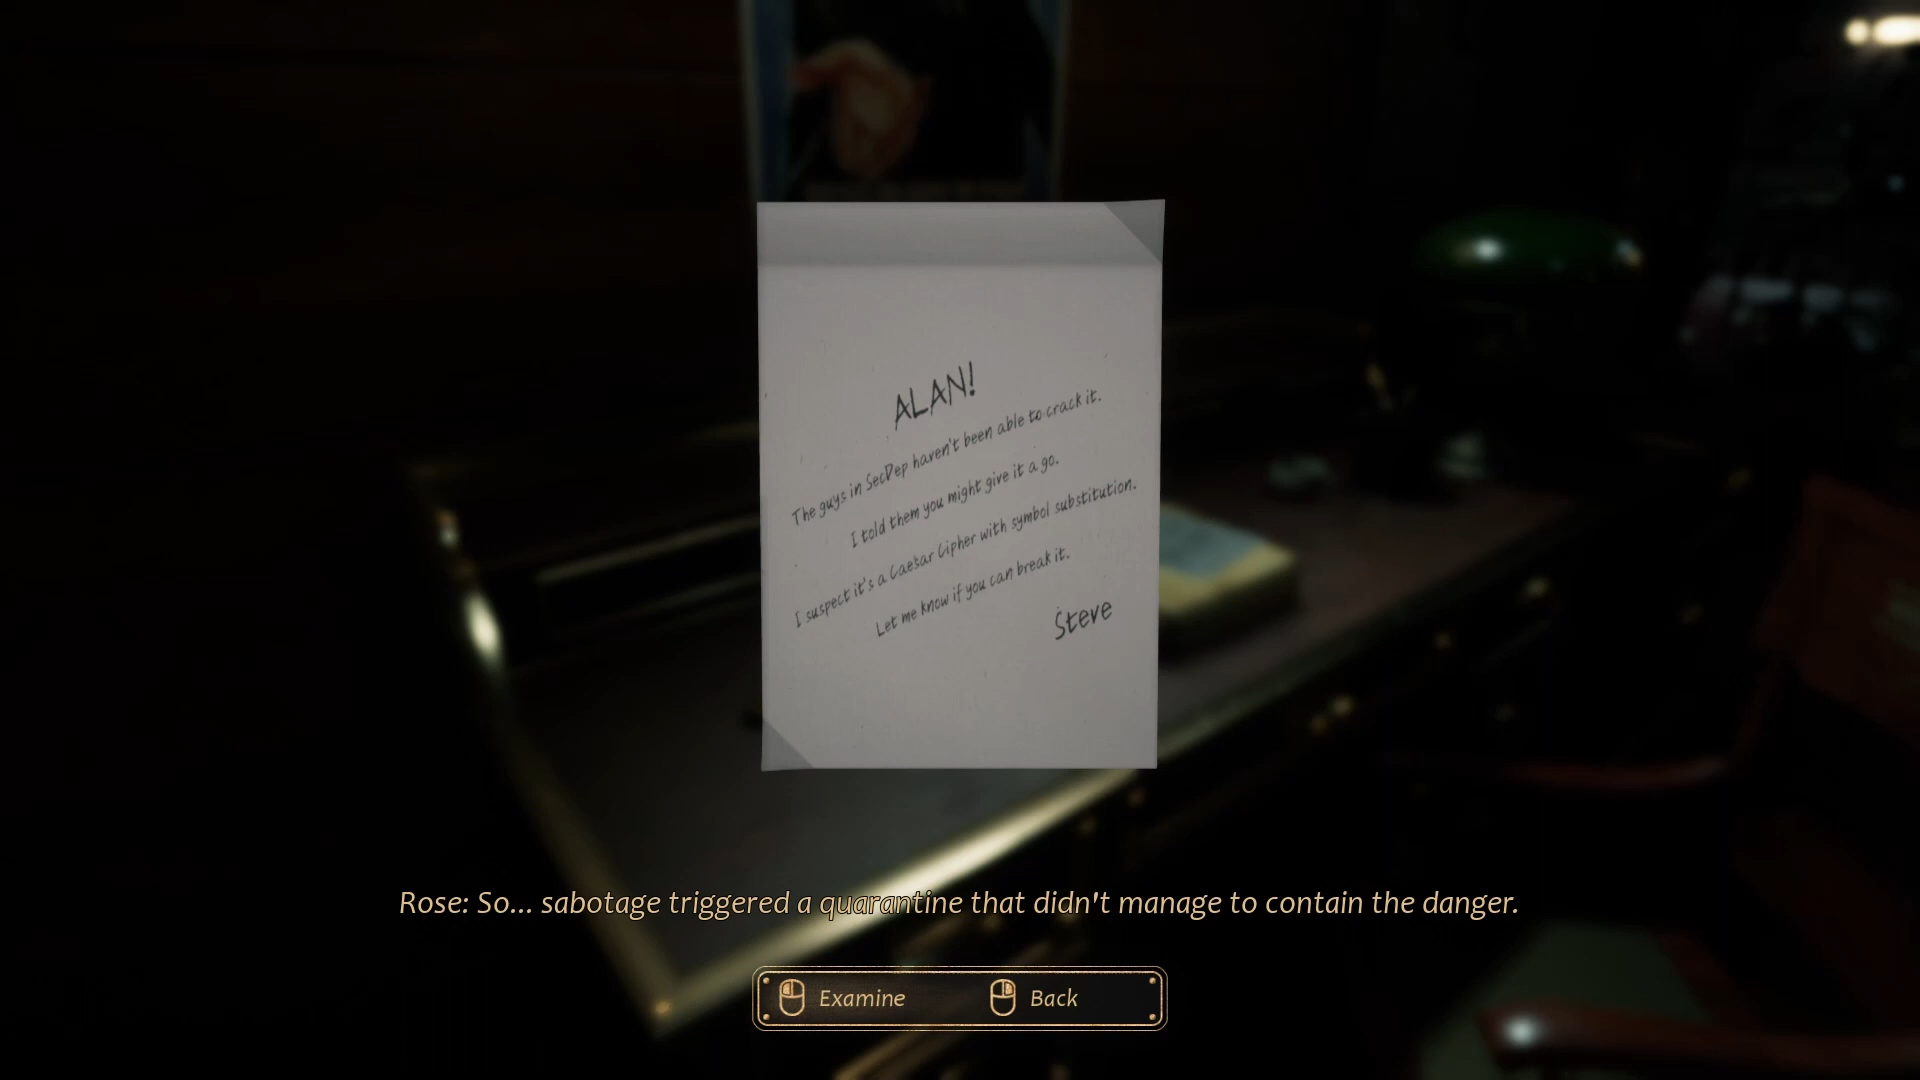 ALAN!
The guys in SecDep haven't been able to crack it.
I told them you might give it a go.
I suspect it's a Caesar Cipher with symbol substitution.
Let me know if you can break it.
Steve
Rose: So... sabotage triggered a quarantine that didn't manage to contain the danger.
Examine Back